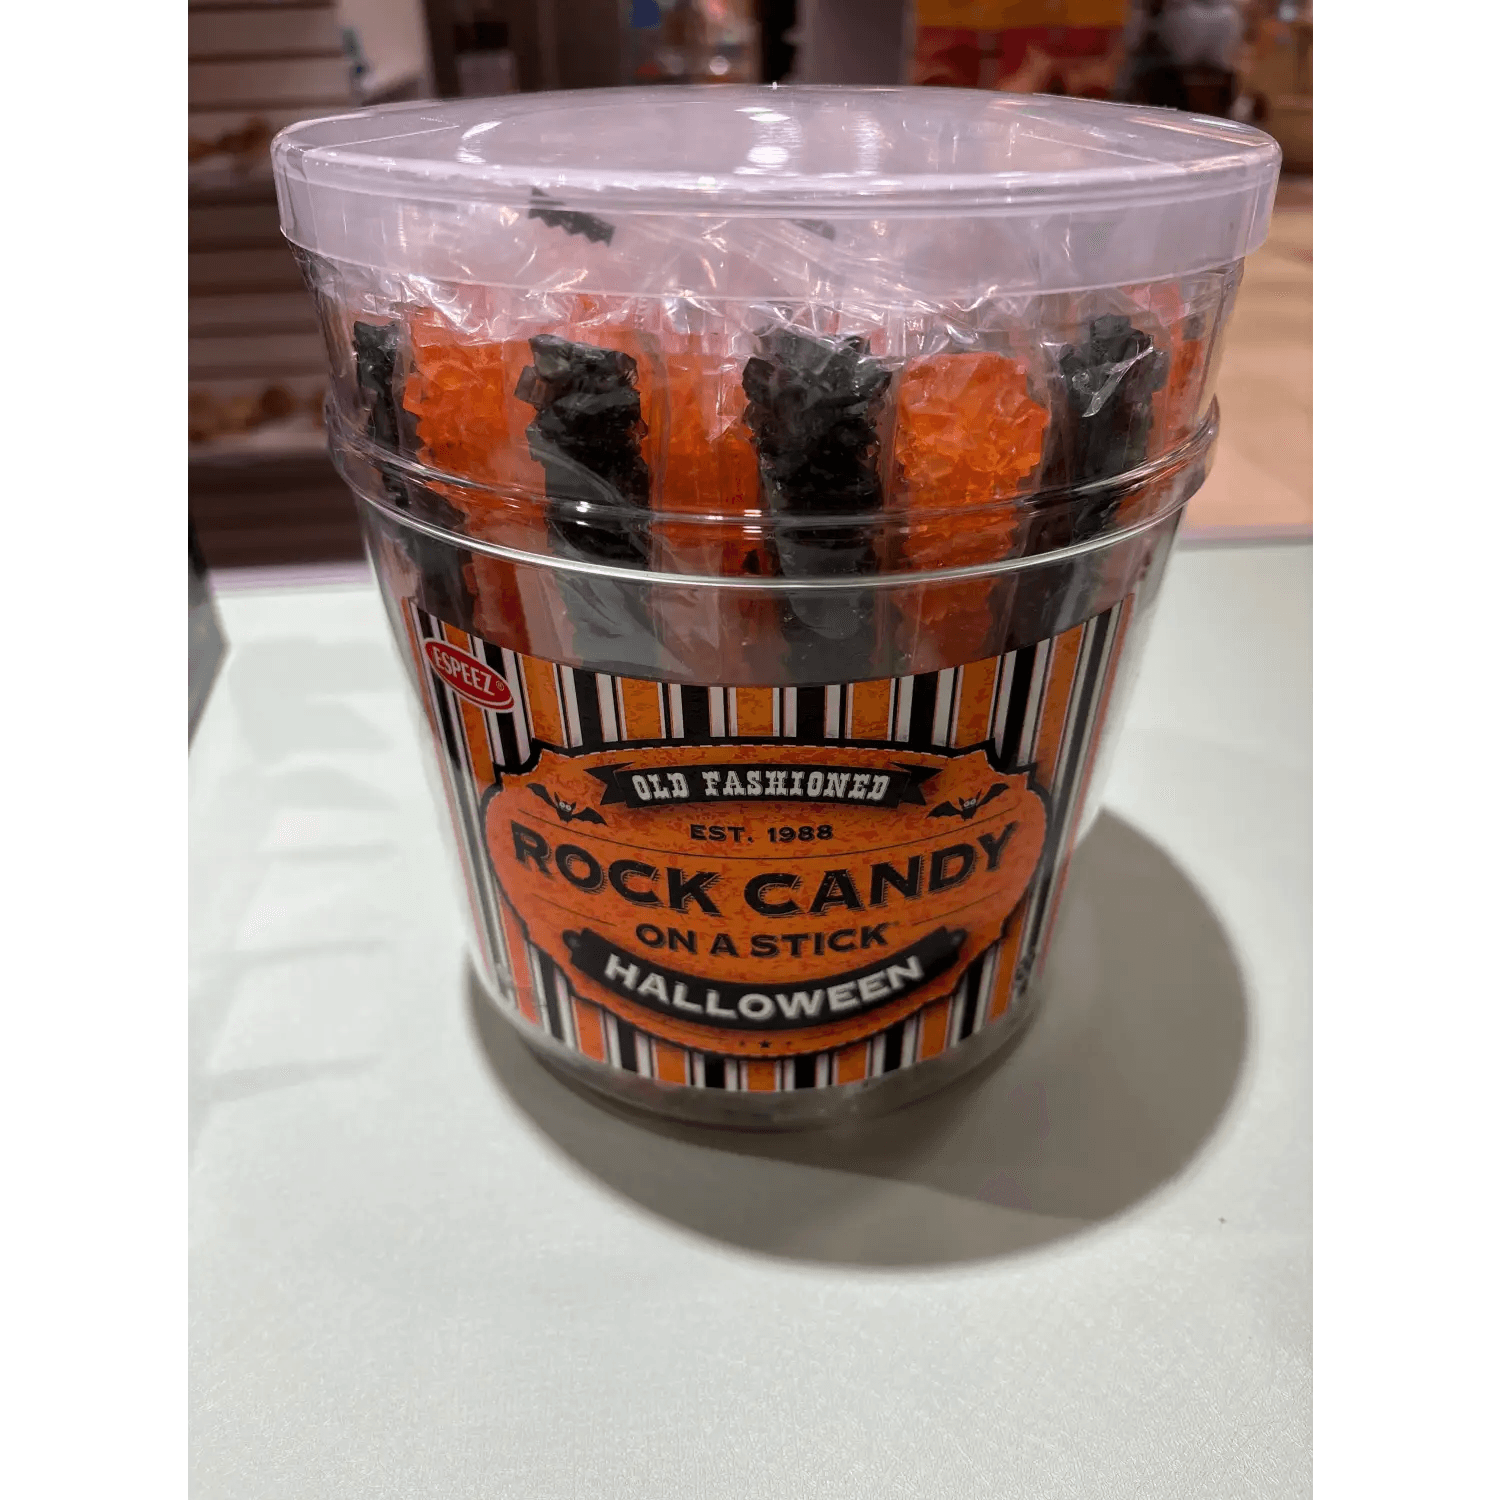 ESPEEZ®
OLD FASHIONED
EST. 1988
ROCK CANDY
ON A STICK
HALLOWEEN